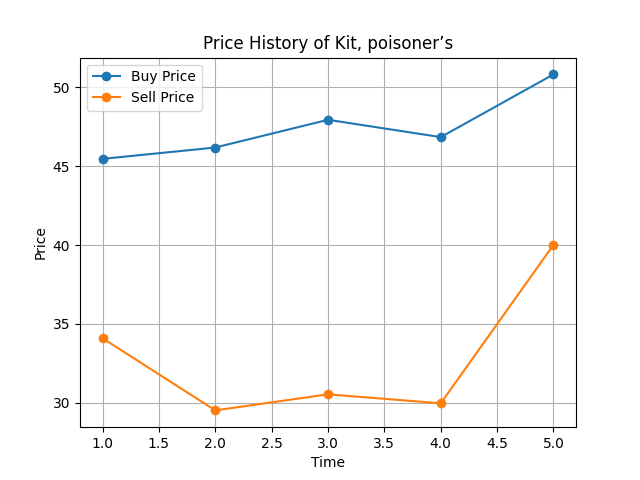 Price History of Kit, poisoner’s
Buy Price
Sell Price
50
45
40
35
30
Price
1.0 1.5 2.0 2.5 3.0 3.5 4.0 4.5 5.0
Time